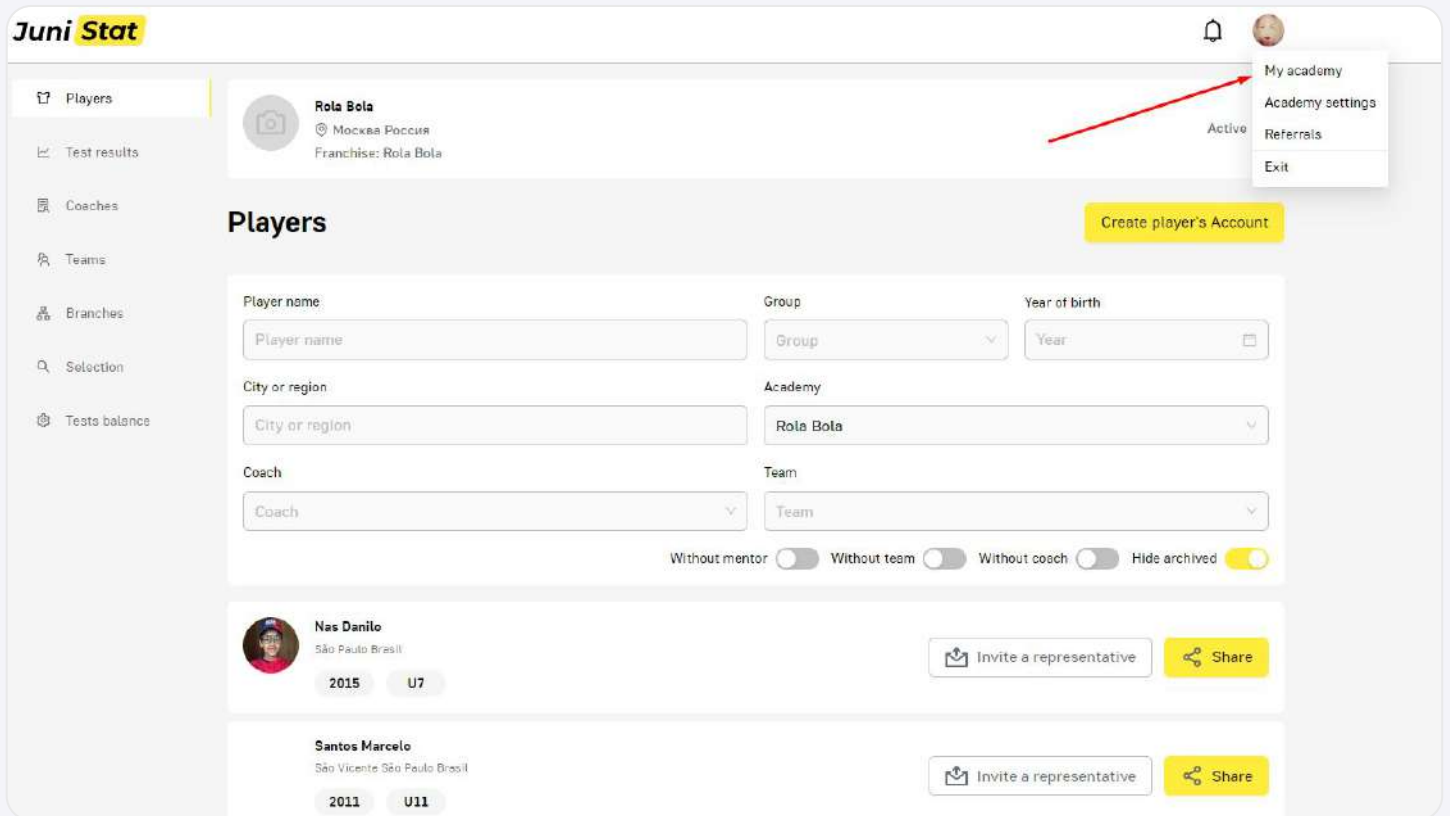 Juni Stat
My academy
Academy settings
Referrals
Exit
Players
Test results
Coaches
Teams
Branches
Selection
Tests balance
Rola Bola
Москва Россия
Franchise: Rola Bola
Active
Players
Create player's Account
Player name
Group
Year of birth
Player name
Group
Year
City or region
Academy
City or region
Rola Bola
Coach
Team
Coach
Team
Without mentor
Without team
Without coach
Hide archived
Nas Danilo
São Paulo Brasil
2015 U7
Invite a representative
Share
Santos Marcelo
São Vicente São Paulo Brasil
2011 U11
Invite a representative
Share